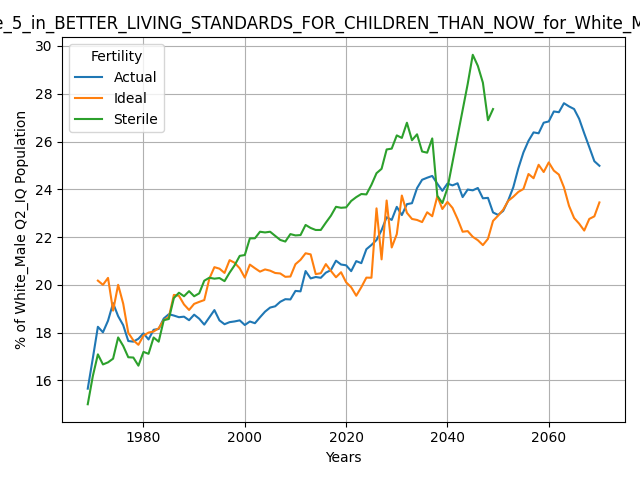 e_5_in_BETTER_LIVING_STANDARDS_FOR_CHILDREN_THAN_NOW_for_White_M
Fertility
Actual
Ideal
Sterile
% of White_Male Q2_IQ Population
30
28
26
24
22
20
18
16
1980
2000
2020
2040
2060
Years